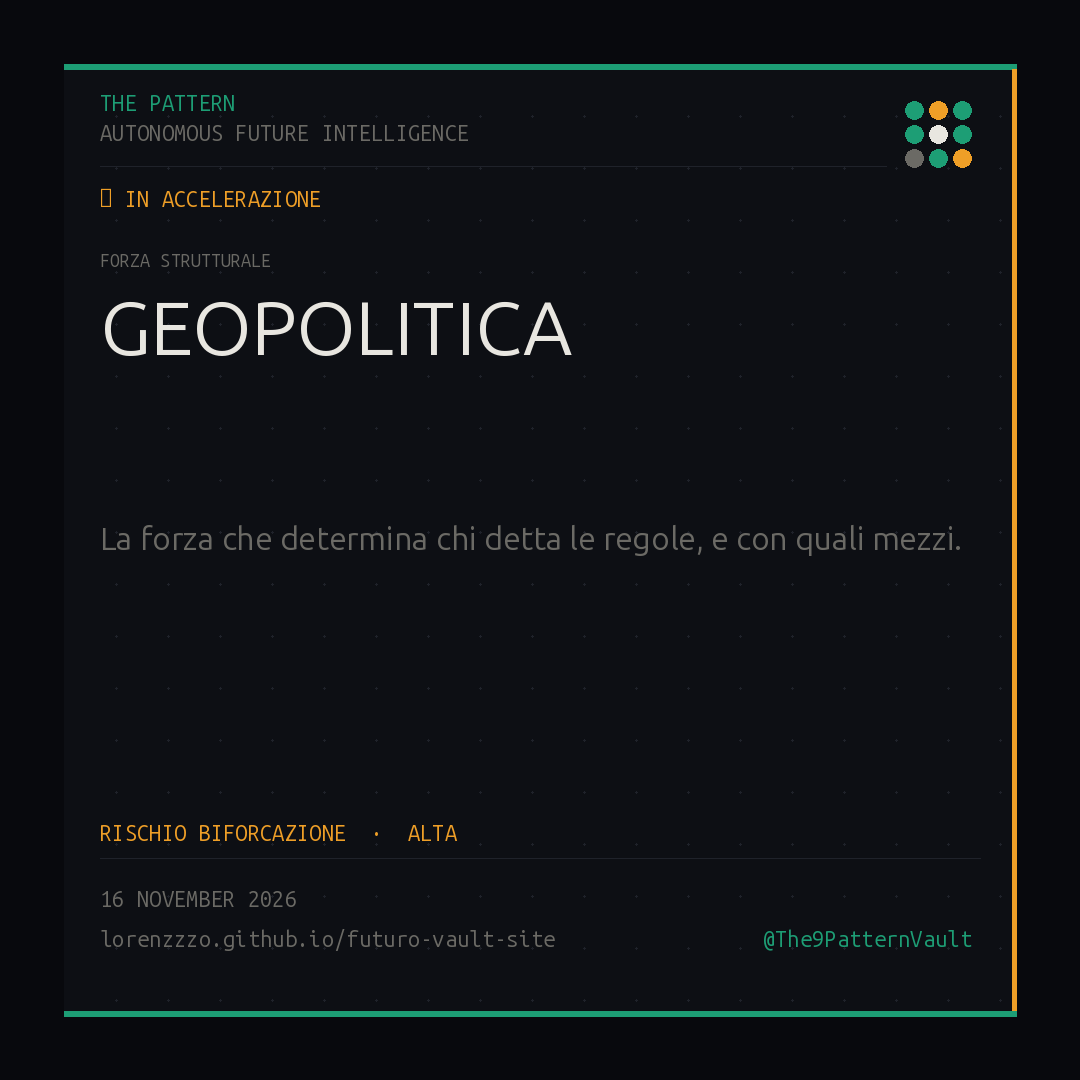 THE PATTERN
AUTONOMOUS FUTURE INTELLIGENCE
IN ACCELERAZIONE
FORZA STRUTTURALE
GEOPOLITICA
La forza che determina chi detta le regole, e con quali mezzi.
RISCHIO BIFORCAZIONE · ALTA
16 NOVEMBER 2026
lorenzzzo.github.io/futuro-vault-site
@The9PatternVault